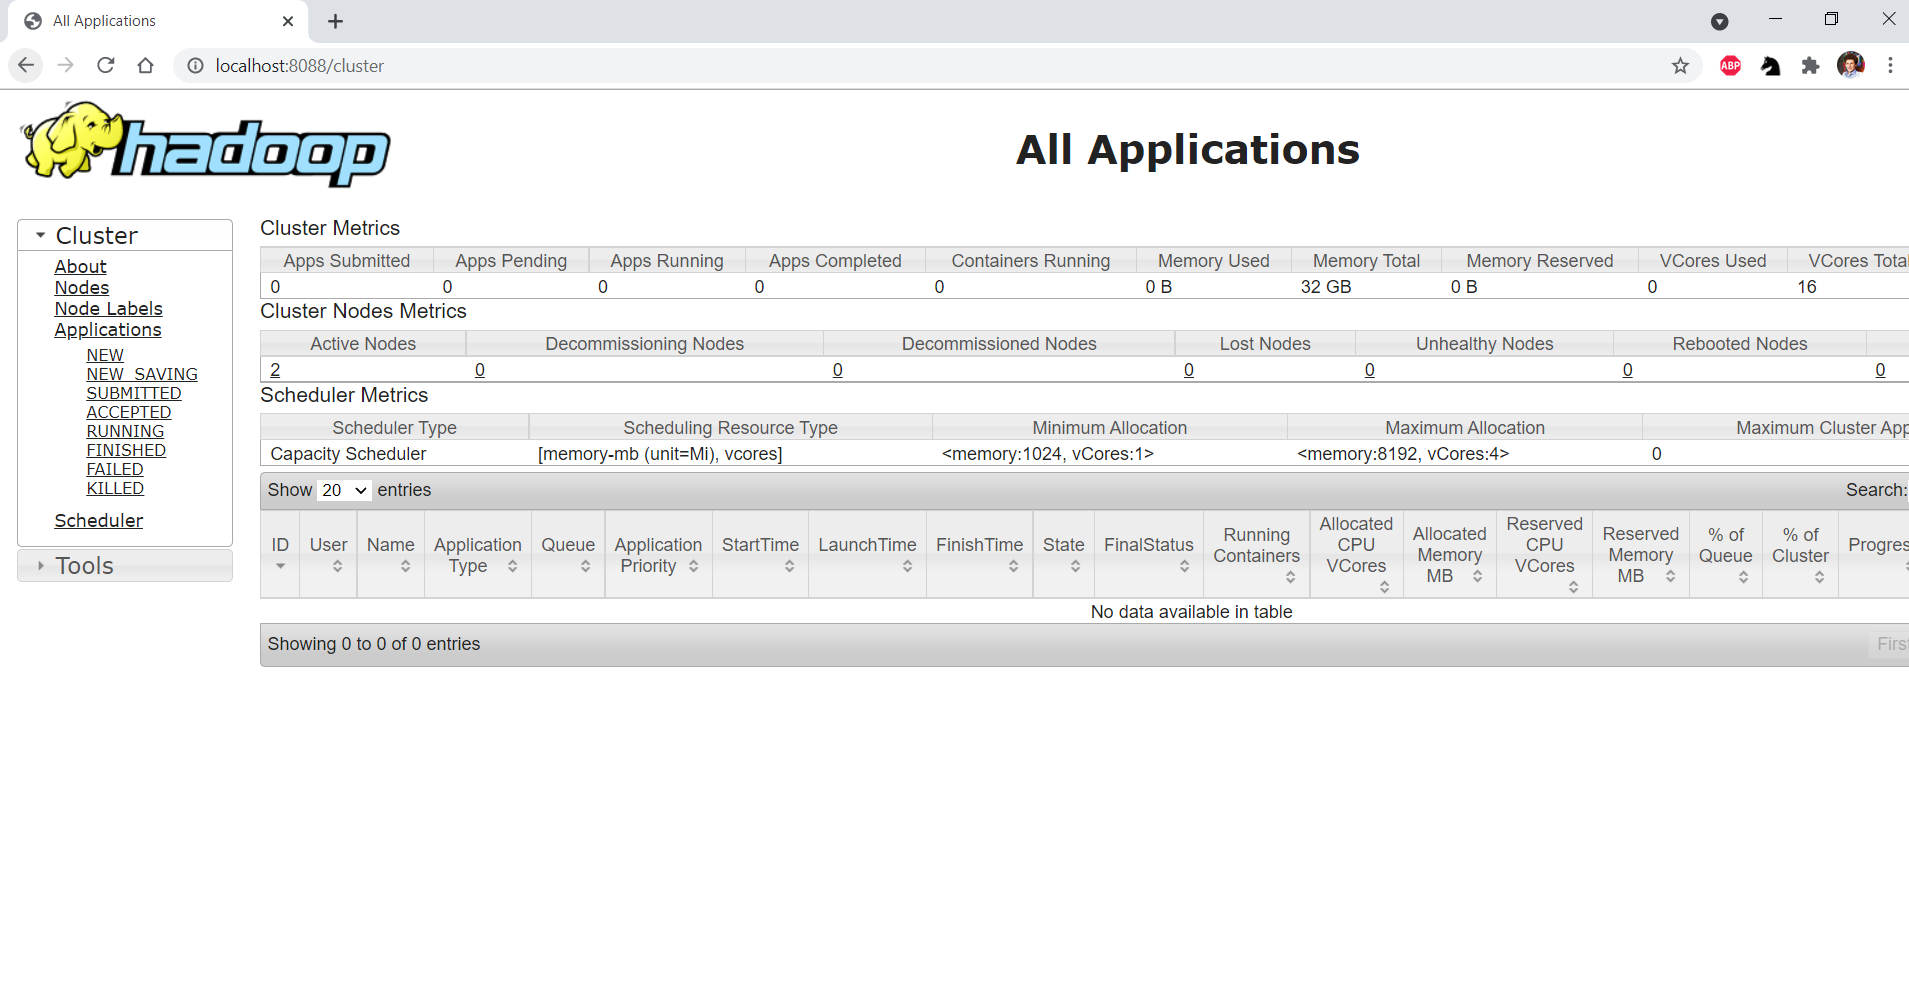 All Applications
localhost:8088/cluster
ABP
hadoop
All Applications
Cluster
About
Nodes
Node Labels
Applications
NEW
NEW_SAVING
SUBMITTED
ACCEPTED
RUNNING
FINISHED
FAILED
KILLED
Scheduler
Tools
Cluster Metrics
Apps Submitted Apps Pending Apps Running Apps Completed Containers Running Memory Used Memory Total Memory Reserved VCores Used VCores Total
0 0 0 0 0 0 B 32 GB 0 B 0 16
Cluster Nodes Metrics
Active Nodes Decommissioning Nodes Decommissioned Nodes Lost Nodes Unhealthy Nodes Rebooted Nodes
2 0 0 0 0 0 0
Scheduler Metrics
Scheduler Type Scheduling Resource Type Minimum Allocation Maximum Allocation Maximum Cluster App
Capacity Scheduler [memory-mb (unit=Mi), vcores] <memory:1024, vCores:1> <memory:8192, vCores:4> 0
Show 20 entries Search:
ID User Name Application Type Queue Application Priority StartTime LaunchTime FinishTime State FinalStatus Running Containers Allocated CPU VCores Allocated Memory MB Reserved CPU VCores Reserved Memory MB % of Queue % of Cluster Progres
No data available in table
Showing 0 to 0 of 0 entries First